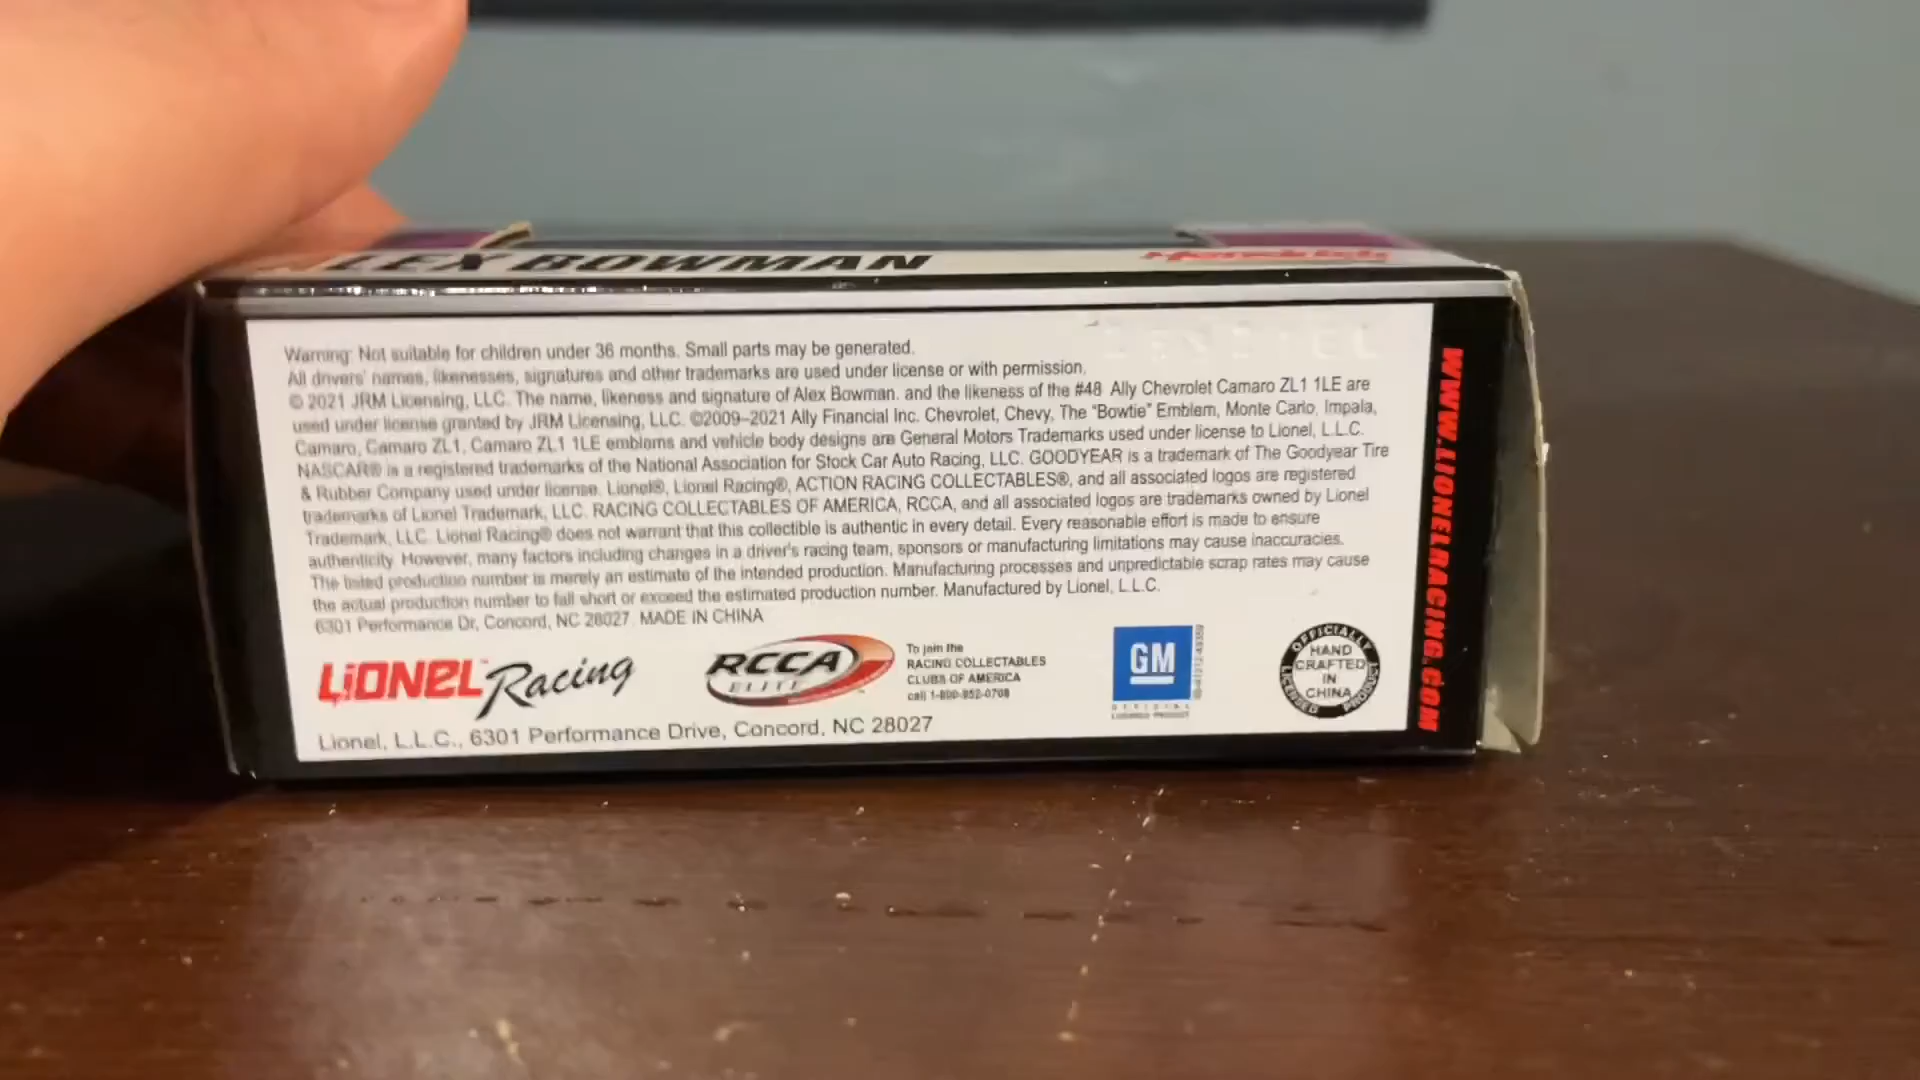 ALEX BOWMAN
Warning: Not suitable for children under 36 months. Small parts may be generated.
All drivers' names, likenesses, signatures and other trademarks are used under license or with permission.
© 2021 JRM Licensing, LLC. The name, likeness and signature of Alex Bowman. and the likeness of the #48 Ally Chevrolet Camaro ZL1 1LE are
used under license granted by JRM Licensing, LLC. ©2009–2021 Ally Financial Inc. Chevrolet, Chevy, The "Bowtie" Emblem, Monte Carlo, Impala,
Camaro, Camaro ZL1, Camaro ZL1 1LE emblems and vehicle body designs are General Motors Trademarks used under license to Lionel, L.L.C.
NASCAR® is a registered trademarks of the National Association for Stock Car Auto Racing, LLC. GOODYEAR is a trademark of The Goodyear Tire
& Rubber Company used under license. Lionel®, Lionel Racing®, ACTION RACING COLLECTABLES®, and all associated logos are registered
trademarks of Lionel Trademark, LLC. RACING COLLECTABLES OF AMERICA, RCCA, and all associated logos are trademarks owned by Lionel
Trademark, LLC. Lionel Racing® does not warrant that this collectible is authentic in every detail. Every reasonable effort is made to ensure
authenticity. However, many factors including changes in a driver's racing team, sponsors or manufacturing limitations may cause inaccuracies.
The listed production number is merely an estimate of the intended production. Manufacturing processes and unpredictable scrap rates may cause
the actual production number to fall short or exceed the estimated production number. Manufactured by Lionel, L.L.C.
6301 Performance Dr, Concord, NC 28027 MADE IN CHINA
LIONEL™ Racing
RCCA
ELITE
To join the
RACING COLLECTABLES
CLUB OF AMERICA
call 1-800-952-0708
GM
OFFICIAL
LICENSED PRODUCT
OFFICIALLY
LICENSED PRODUCT
HAND
CRAFTED
IN
CHINA
Lionel, L.L.C., 6301 Performance Drive, Concord, NC 28027
WWW.LIONELRACING.COM